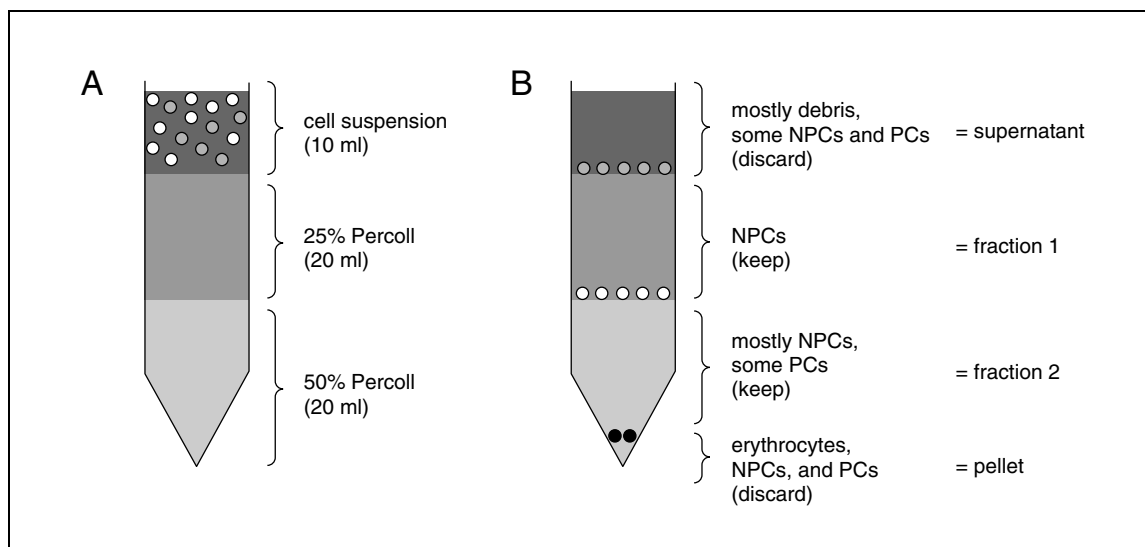 A
cell suspension
(10 ml)
25% Percoll
(20 ml)
50% Percoll
(20 ml)
B
mostly debris,
some NPCs and PCs
(discard)
= supernatant
NPCs
(keep)
= fraction 1
mostly NPCs,
some PCs
(keep)
= fraction 2
erythrocytes,
NPCs, and PCs
(discard)
= pellet